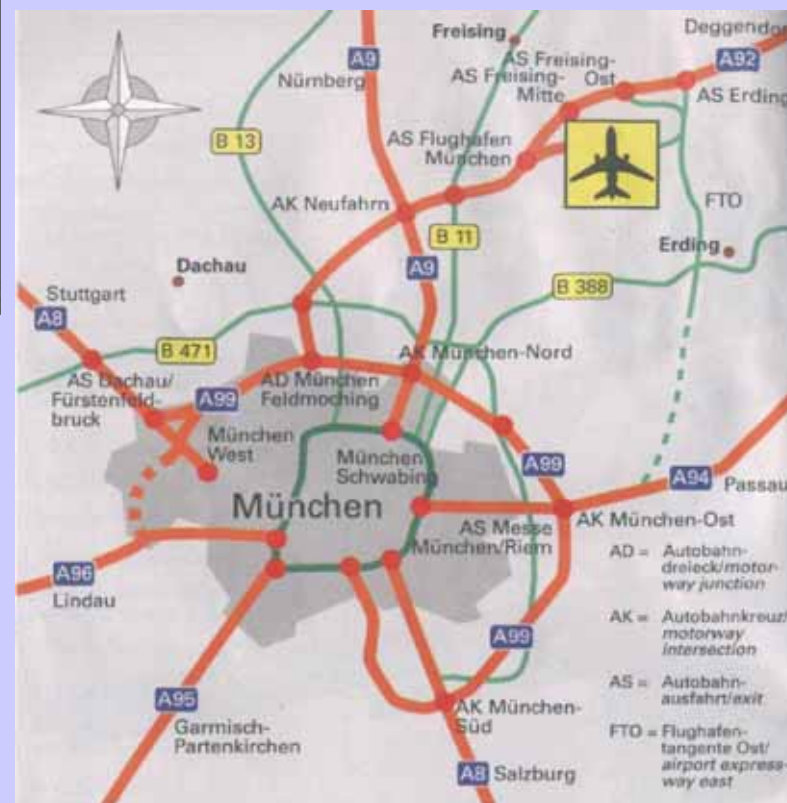 Deggendor
Freising
A9
A92
AS Freising-
Ost
Nürnberg
AS Freising-
Mitte
AS Erding
B 13
AS Flughafen
München
AK Neufahrn
FTO
B 11
Erding
Dachau
A9
B 388
Stuttgart
A8
B 471
AK München-Nord
AS Dachau/
Fürstenfeld-
bruck
A99
AD München
Feldmoching
München
West
München
Schwabing
A99
A94
Passau
München
AS Messe
München/Riem
AK München-Ost
A96
Lindau
AD = Autobahn-
dreieck/motor-
way junction
AK = Autobahnkreuz/
motorway
intersection
A99
AS = Autobahn-
ausfahrt/exit
A95
Garmisch-
Partenkirchen
AK München-
Süd
FTO = Flughafen-
tangente Ost/
airport express-
way east
A8 Salzburg